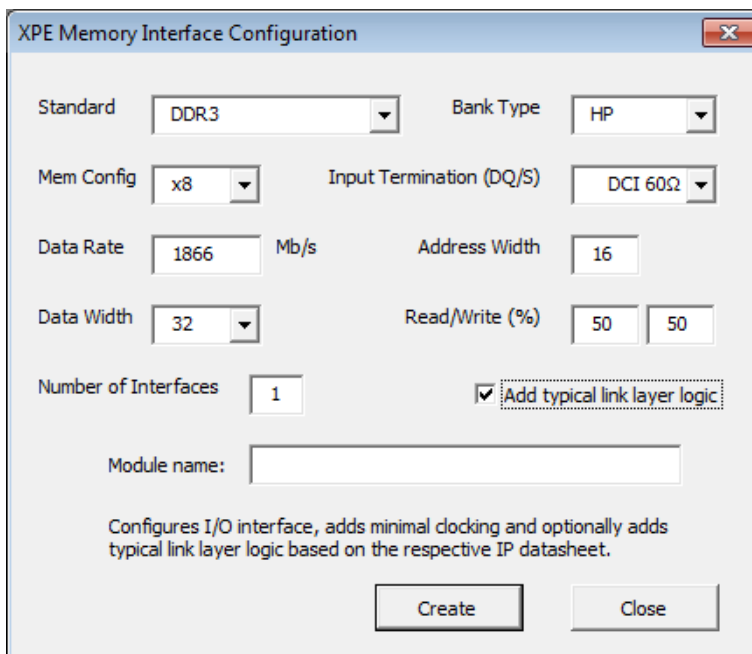 XPE Memory Interface Configuration
Standard DDR3 Bank Type HP
Mem Config x8 Input Termination (DQ/S) DCI 60Ω
Data Rate 1866 Mb/s Address Width 16
Data Width 32 Read/Write (%) 50 50
Number of Interfaces 1 Add typical link layer logic
Module name:
Configures I/O interface, adds minimal clocking and optionally adds
typical link layer logic based on the respective IP datasheet.
Create Close